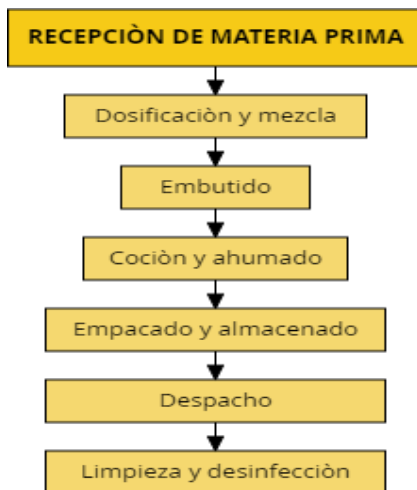 RECEPCIÒN DE MATERIA PRIMA
Dosificaciòn y mezcla
Embutido
Cociòn y ahumado
Empacado y almacenado
Despacho
Limpieza y desinfecciòn